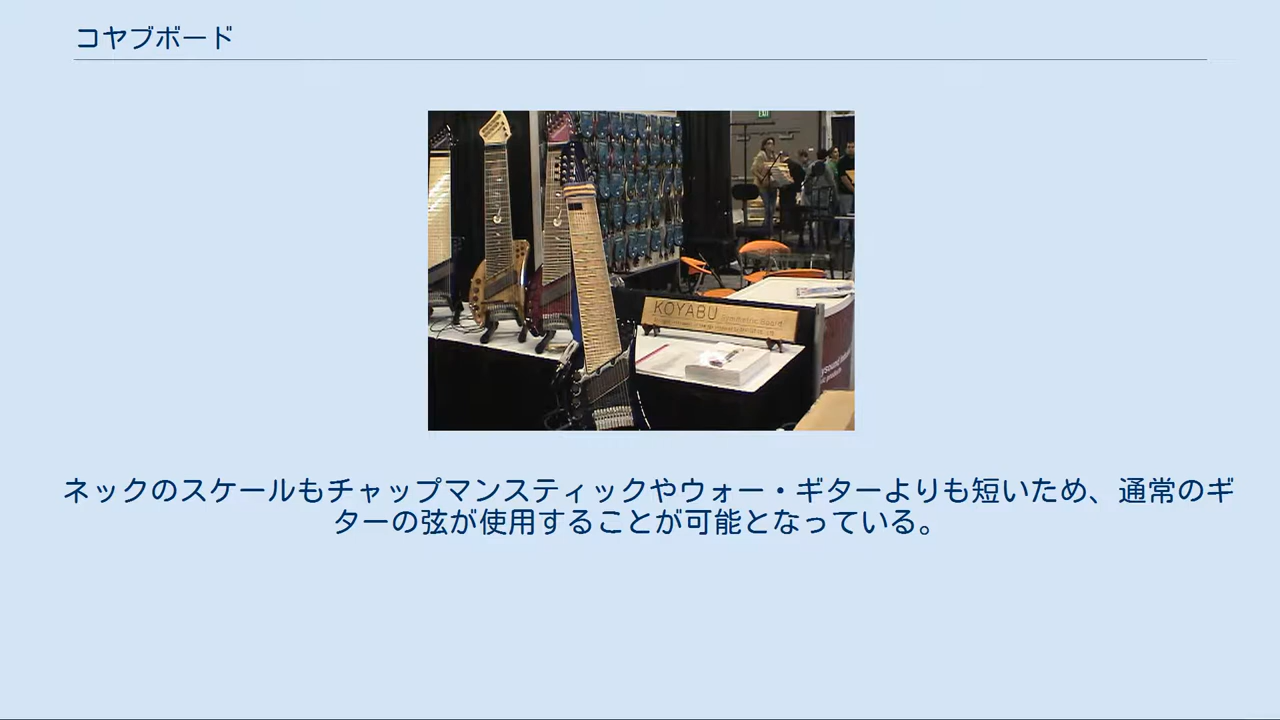 コヤブボード
EXIT
KOYABU Symmetric Board
ネックのスケールもチャップマンスティックやウォー・ギターよりも短いため、通常のギ
ターの弦が使用することが可能となっている。